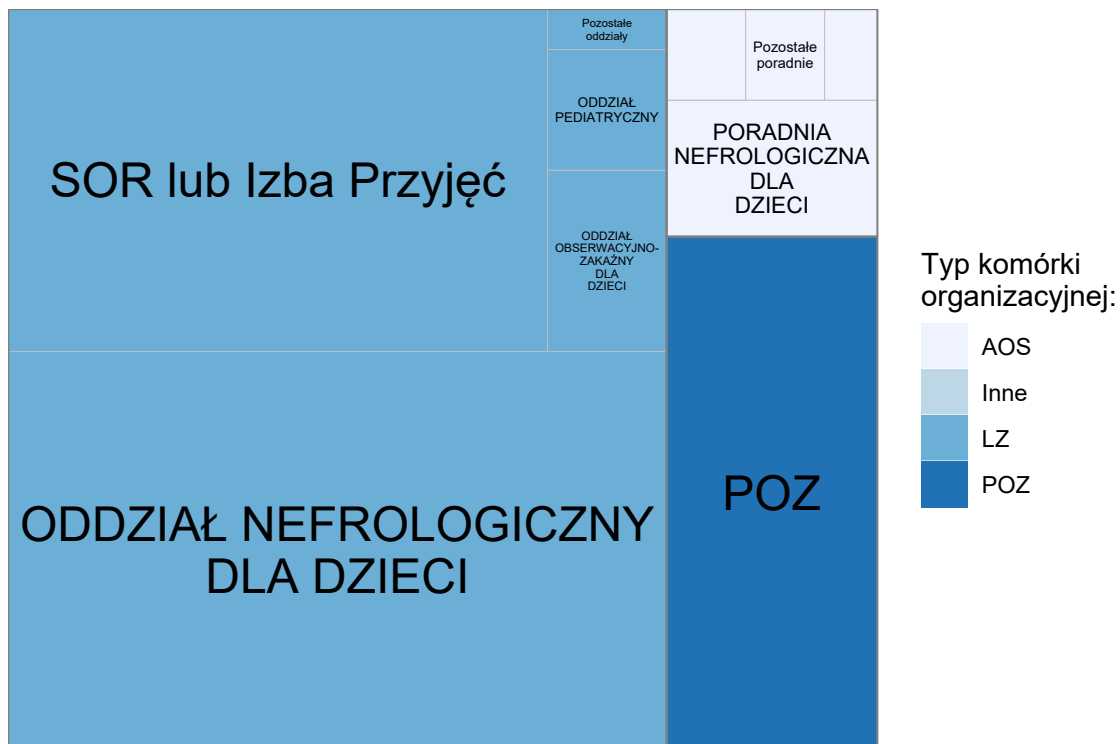 Pozostałe
oddziały
ODDZIAŁ
PEDIATRYCZNY
SOR lub Izba Przyjęć
ODDZIAŁ
OBSERWACYJNO-
ZAKAŹNY
DLA
DZIECI
ODDZIAŁ NEFROLOGICZNY
DLA DZIECI
Pozostałe
poradnie
PORADNIA
NEFROLOGICZNA
DLA
DZIECI
POZ
Typ komórki
organizacyjnej:
AOS
Inne
LZ
POZ